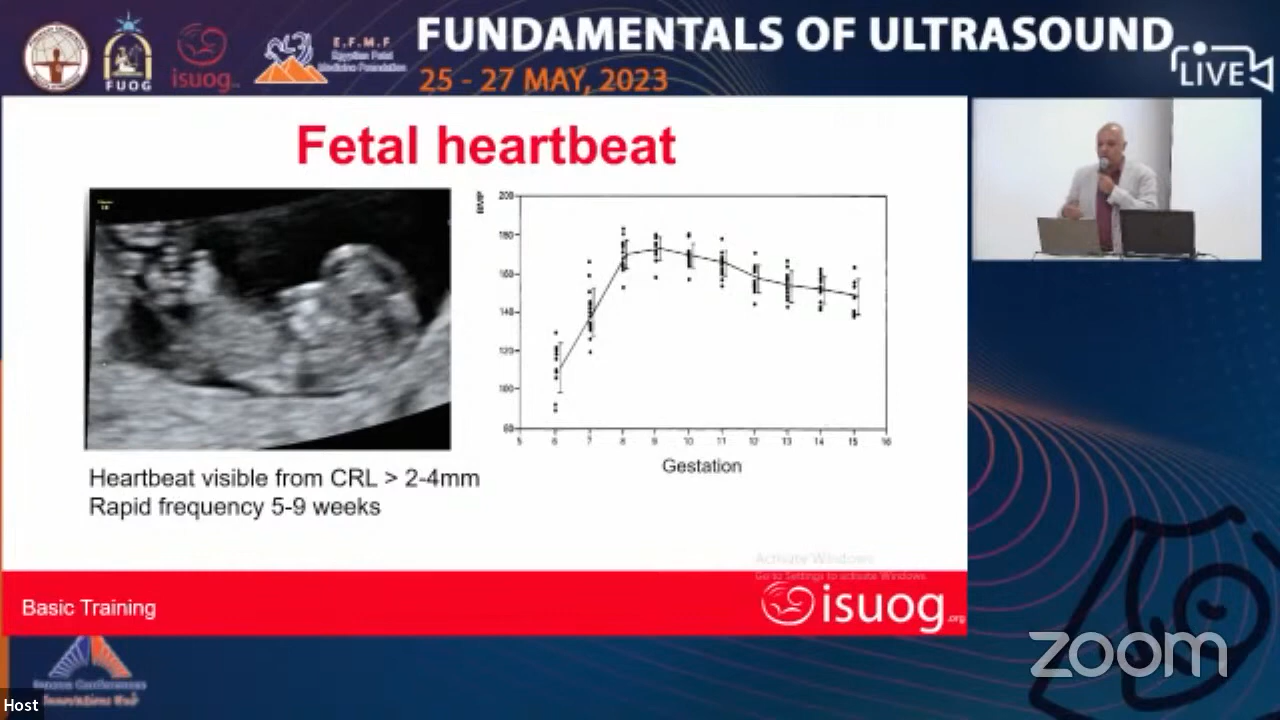 FUNDAMENTALS OF ULTRASOUND
25 - 27 MAY, 2023
LIVE
FUOG
isuog
E.F.M.F
Egyptian Fetal
Medicine Foundation
Fetal heartbeat
200
180
160
140
120
100
80
5 6 7 8 9 10 11 12 13 14 15 16
Gestation
Heartbeat visible from CRL > 2-4mm
Rapid frequency 5-9 weeks
Activate Windows
Go to Settings to activate Windows.
Basic Training
isuog.org
zoom
Host